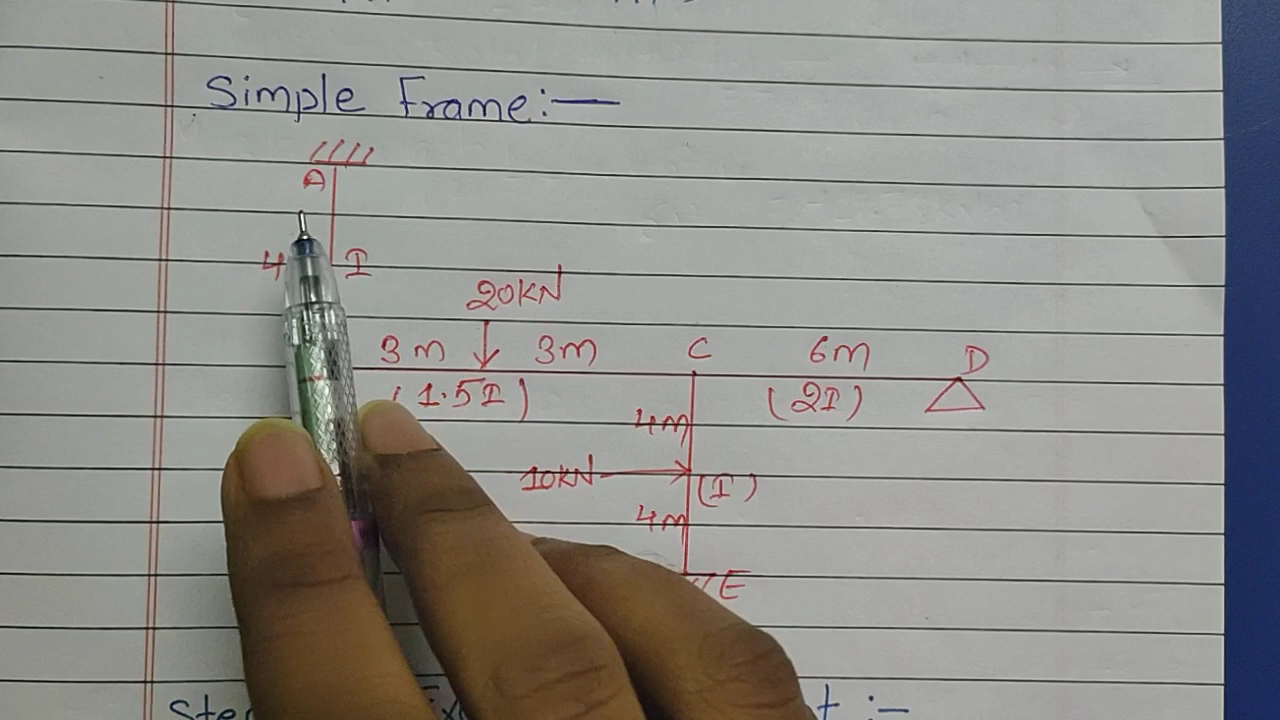 Simple Frame:—
A
4 I
20KN
3m 3m C 6m D
(1.5I) (2I)
4m
10KN (I)
4m
E